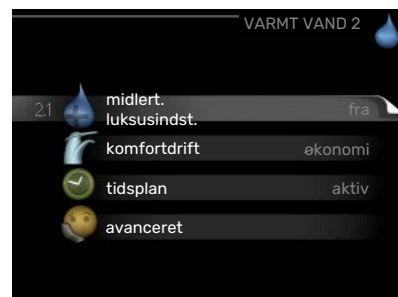 VARMT VAND 2
2.1 midlert.
luksusindst. fra
komfortdrift økonomi
tidsplan aktiv
avanceret